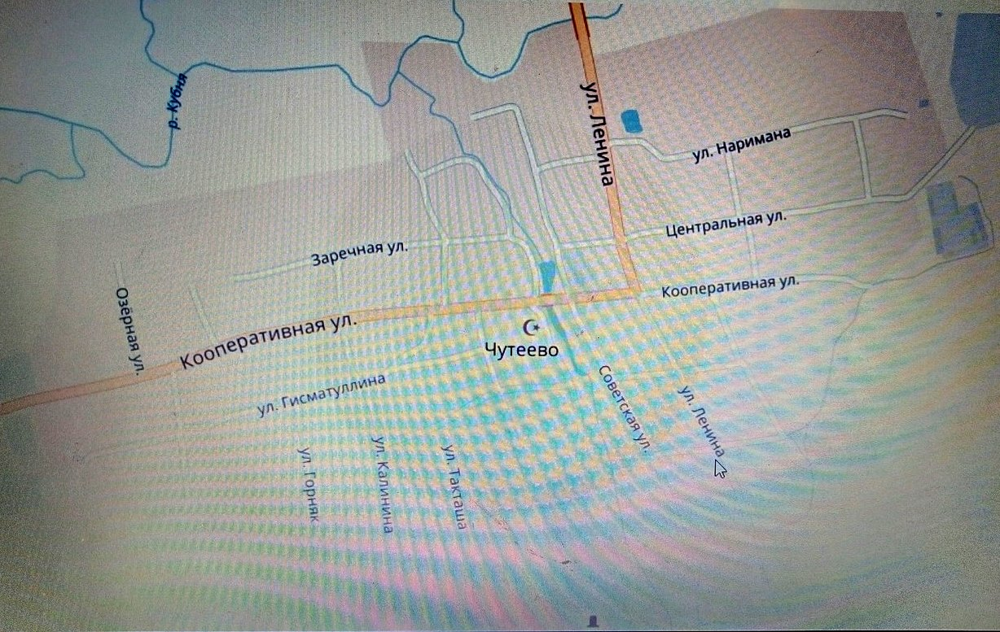 р. Кубня
ул. Ленина
ул. Наримана
Центральная ул.
Заречная ул.
Кооперативная ул.
Озёрная ул.
Кооперативная ул.
Чутеево
ул. Гисматуллина
Советская ул.
ул. Ленина
ул. Горняк
ул. Калинина
ул. Такташа